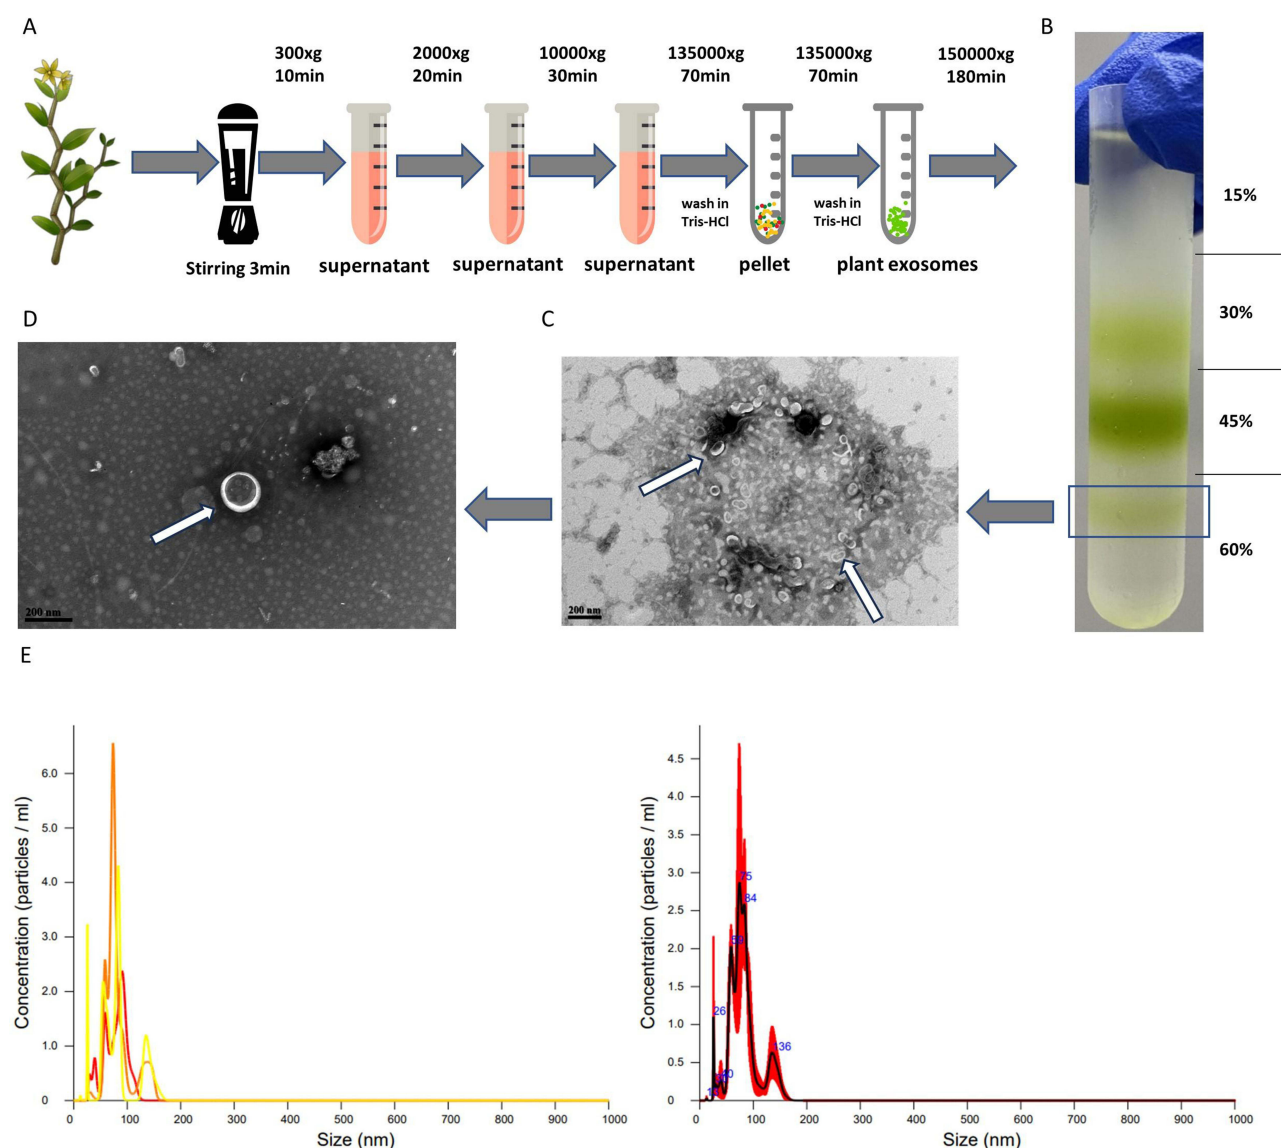 A
300xg
10min
2000xg
20min
10000xg
30min
135000xg
70min
135000xg
70min
150000xg
180min
B
Stirring 3min
supernatant
supernatant
supernatant
wash in
Tris-HCl
pellet
wash in
Tris-HCl
plant exosomes
15%
30%
45%
60%
D
200 nm
C
200 nm
E
Concentration (particles / ml)
6.0
5.0
4.0
3.0
2.0
1.0
0
0
100
200
300
400
500
600
700
800
900
1000
Size (nm)
Concentration (particles / ml)
4.5
4.0
3.5
3.0
2.5
2.0
1.5
1.0
0.5
0
75
84
59
26
136
0
100
200
300
400
500
600
700
800
900
1000
Size (nm)